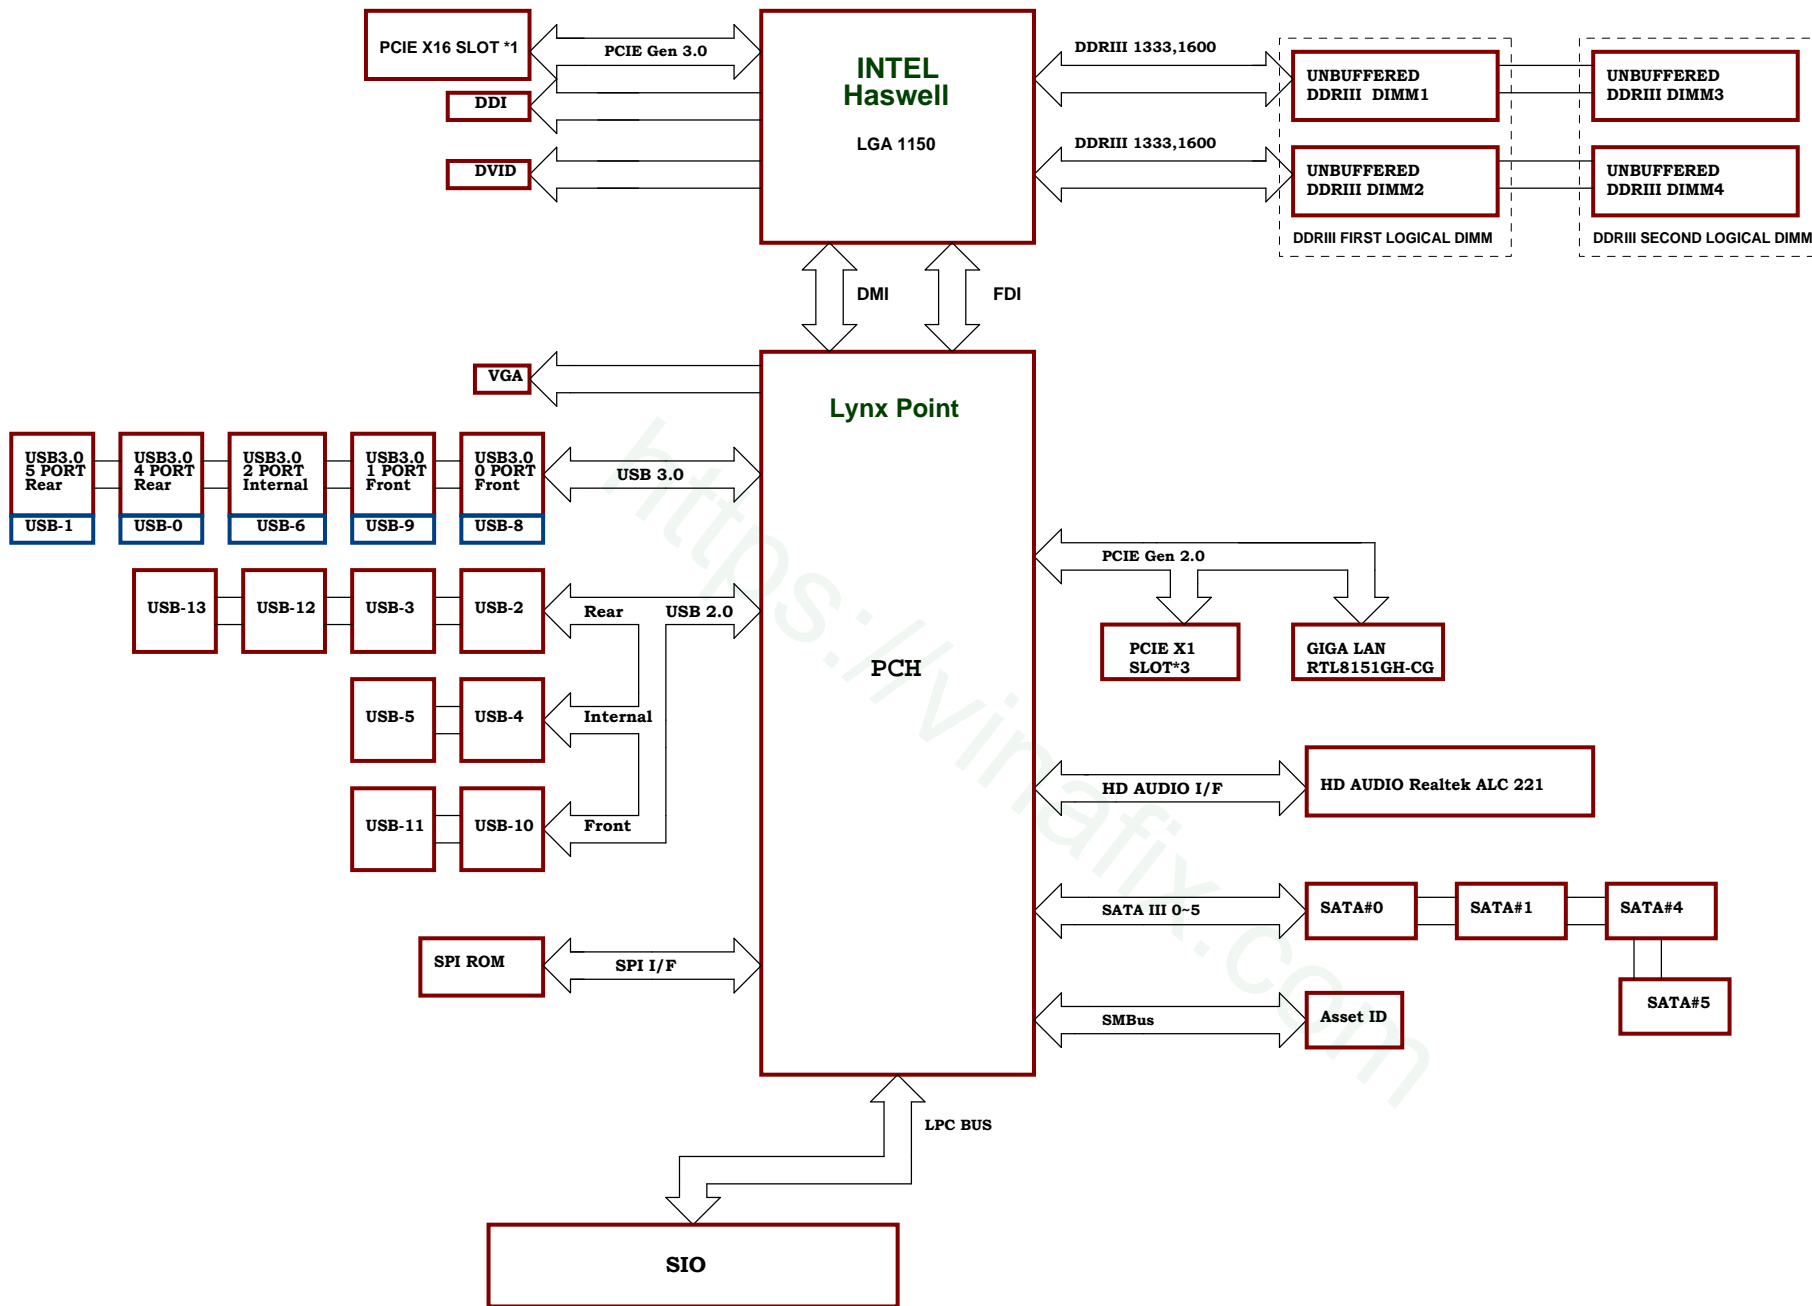 PCIE X16 SLOT *1
PCIE Gen 3.0
DDI
DVID
INTEL
Haswell
LGA 1150
DDRIII 1333,1600
DDRIII 1333,1600
UNBUFFERED
DDRIII  DIMM1
UNBUFFERED
DDRIII DIMM3
UNBUFFERED
DDRIII DIMM2
UNBUFFERED
DDRIII DIMM4
DDRIII FIRST LOGICAL DIMM
DDRIII SECOND LOGICAL DIMM
DMI
FDI
VGA
Lynx Point
PCH
USB3.0
5 PORT
Rear
USB-1
USB3.0
4 PORT
Rear
USB-0
USB3.0
2 PORT
Internal
USB-6
USB3.0
1 PORT
Front
USB-9
USB3.0
0 PORT
Front
USB-8
USB 3.0
USB-13
USB-12
USB-3
USB-2
Rear
USB 2.0
USB-5
USB-4
Internal
USB-11
USB-10
Front
SPI ROM
SPI I/F
PCIE Gen 2.0
PCIE X1
SLOT*3
GIGA LAN
RTL8151GH-CG
HD AUDIO I/F
HD AUDIO Realtek ALC 221
SATA III 0~5
SATA#0
SATA#1
SATA#4
SATA#5
SMBus
Asset ID
LPC BUS
SIO
https://vinafix.com